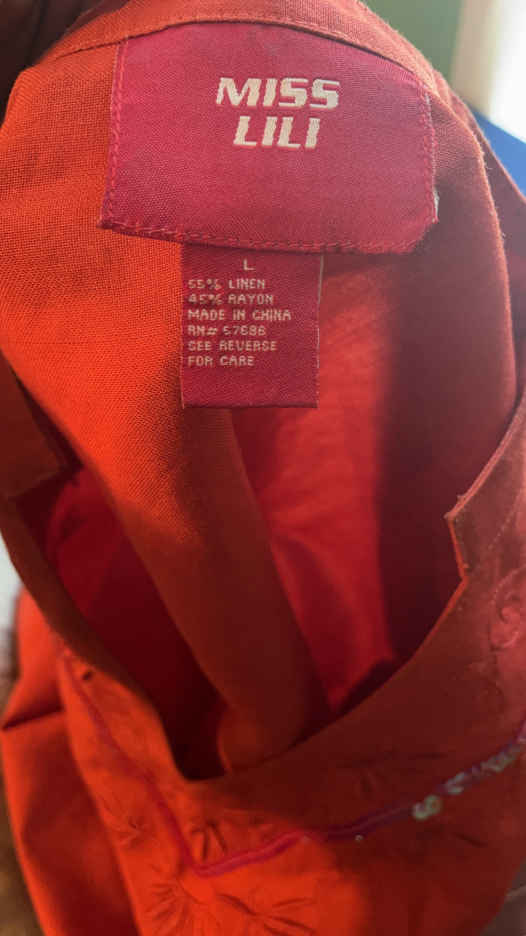 MISS
LILI
L
55% LINEN
45% RAYON
MADE IN CHINA
RN# 57686
SEE REVERSE
FOR CARE